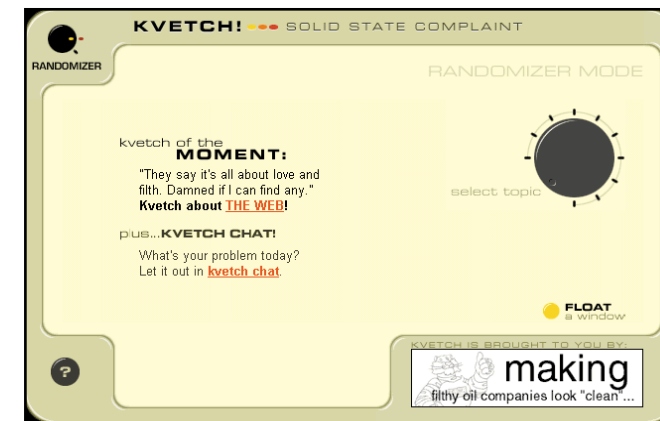 KVETCH! SOLID STATE COMPLAINT
RANDOMIZER
RANDOMIZER MODE
kvetch of the
MOMENT:
"They say it's all about love and
filth. Damned if I can find any."
Kvetch about THE WEB!
plus...KVETCH CHAT!
What's your problem today?
Let it out in kvetch chat.
select topic
FLOAT
a window
?
KVETCH IS BROUGHT TO YOU BY:
making
filthy oil companies look "clean"...